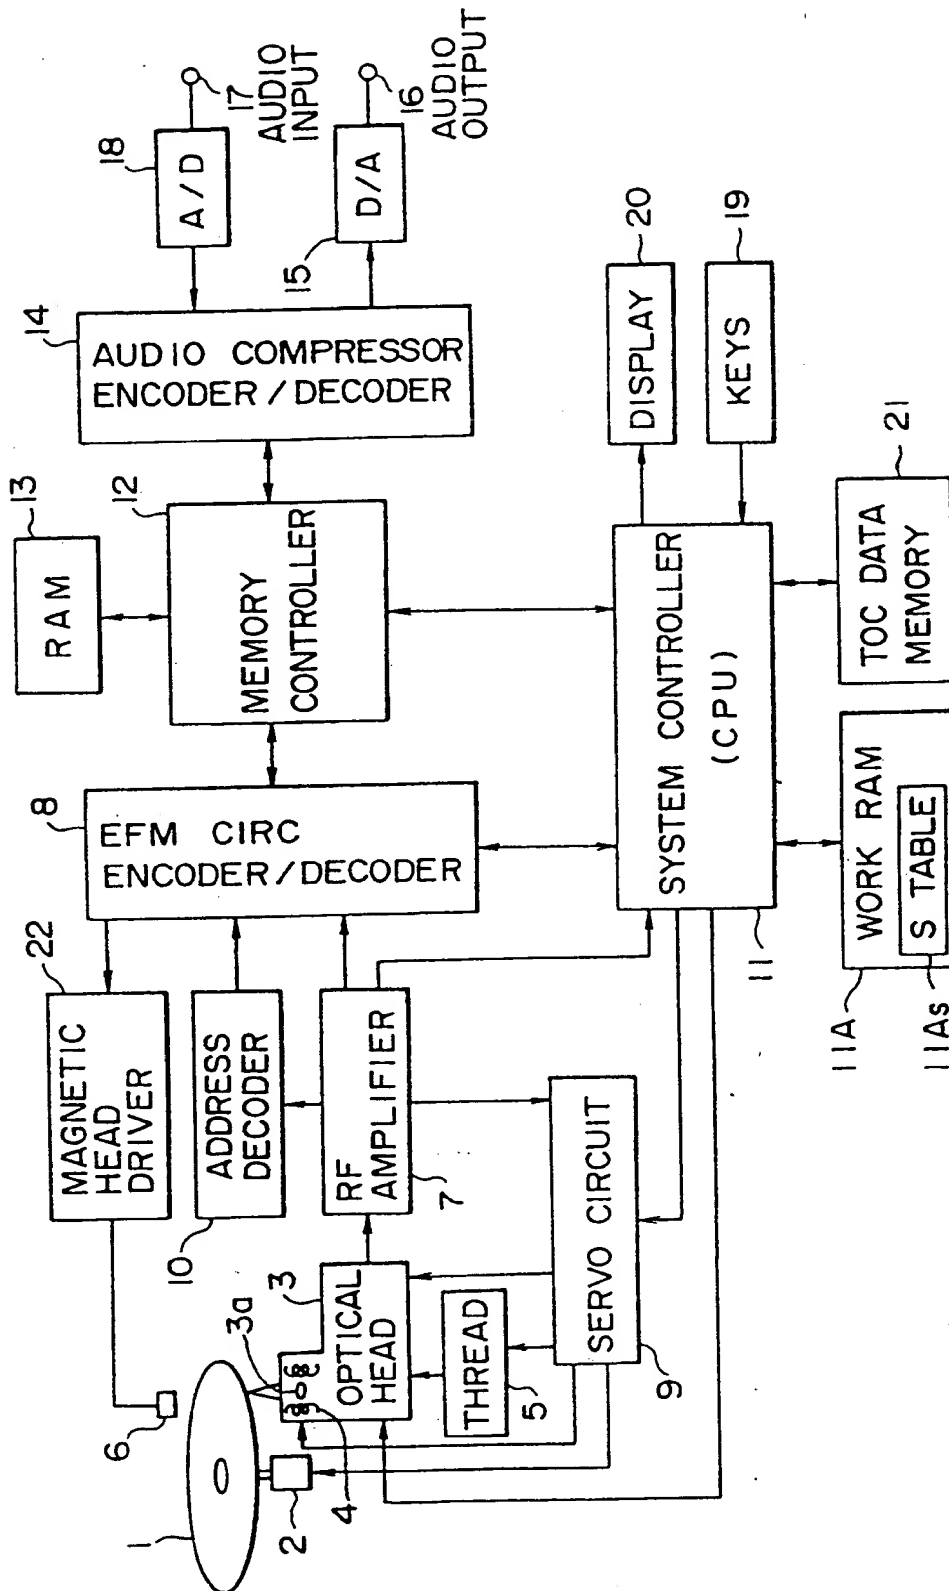 13
RAM
14
AUDIO COMPRESSOR
ENCODER/DECODER
18
A/D
17
AUDIO
INPUT
15
D/A
16
AUDIO
OUTPUT
12
MEMORY
CONTROLLER
8
EFM CIRC
ENCODER/DECODER
22
MAGNETIC
HEAD
DRIVER
10
ADDRESS
DECODER
RF
AMPLIFIER
7
6
1
2
3a
4
3
OPTICAL
HEAD
THREAD
5
SERVO CIRCUIT
9
SYSTEM CONTROLLER
(CPU)
11
DISPLAY
20
KEYS
19
11A
WORK RAM
S TABLE
11As
TOC DATA
MEMORY
21